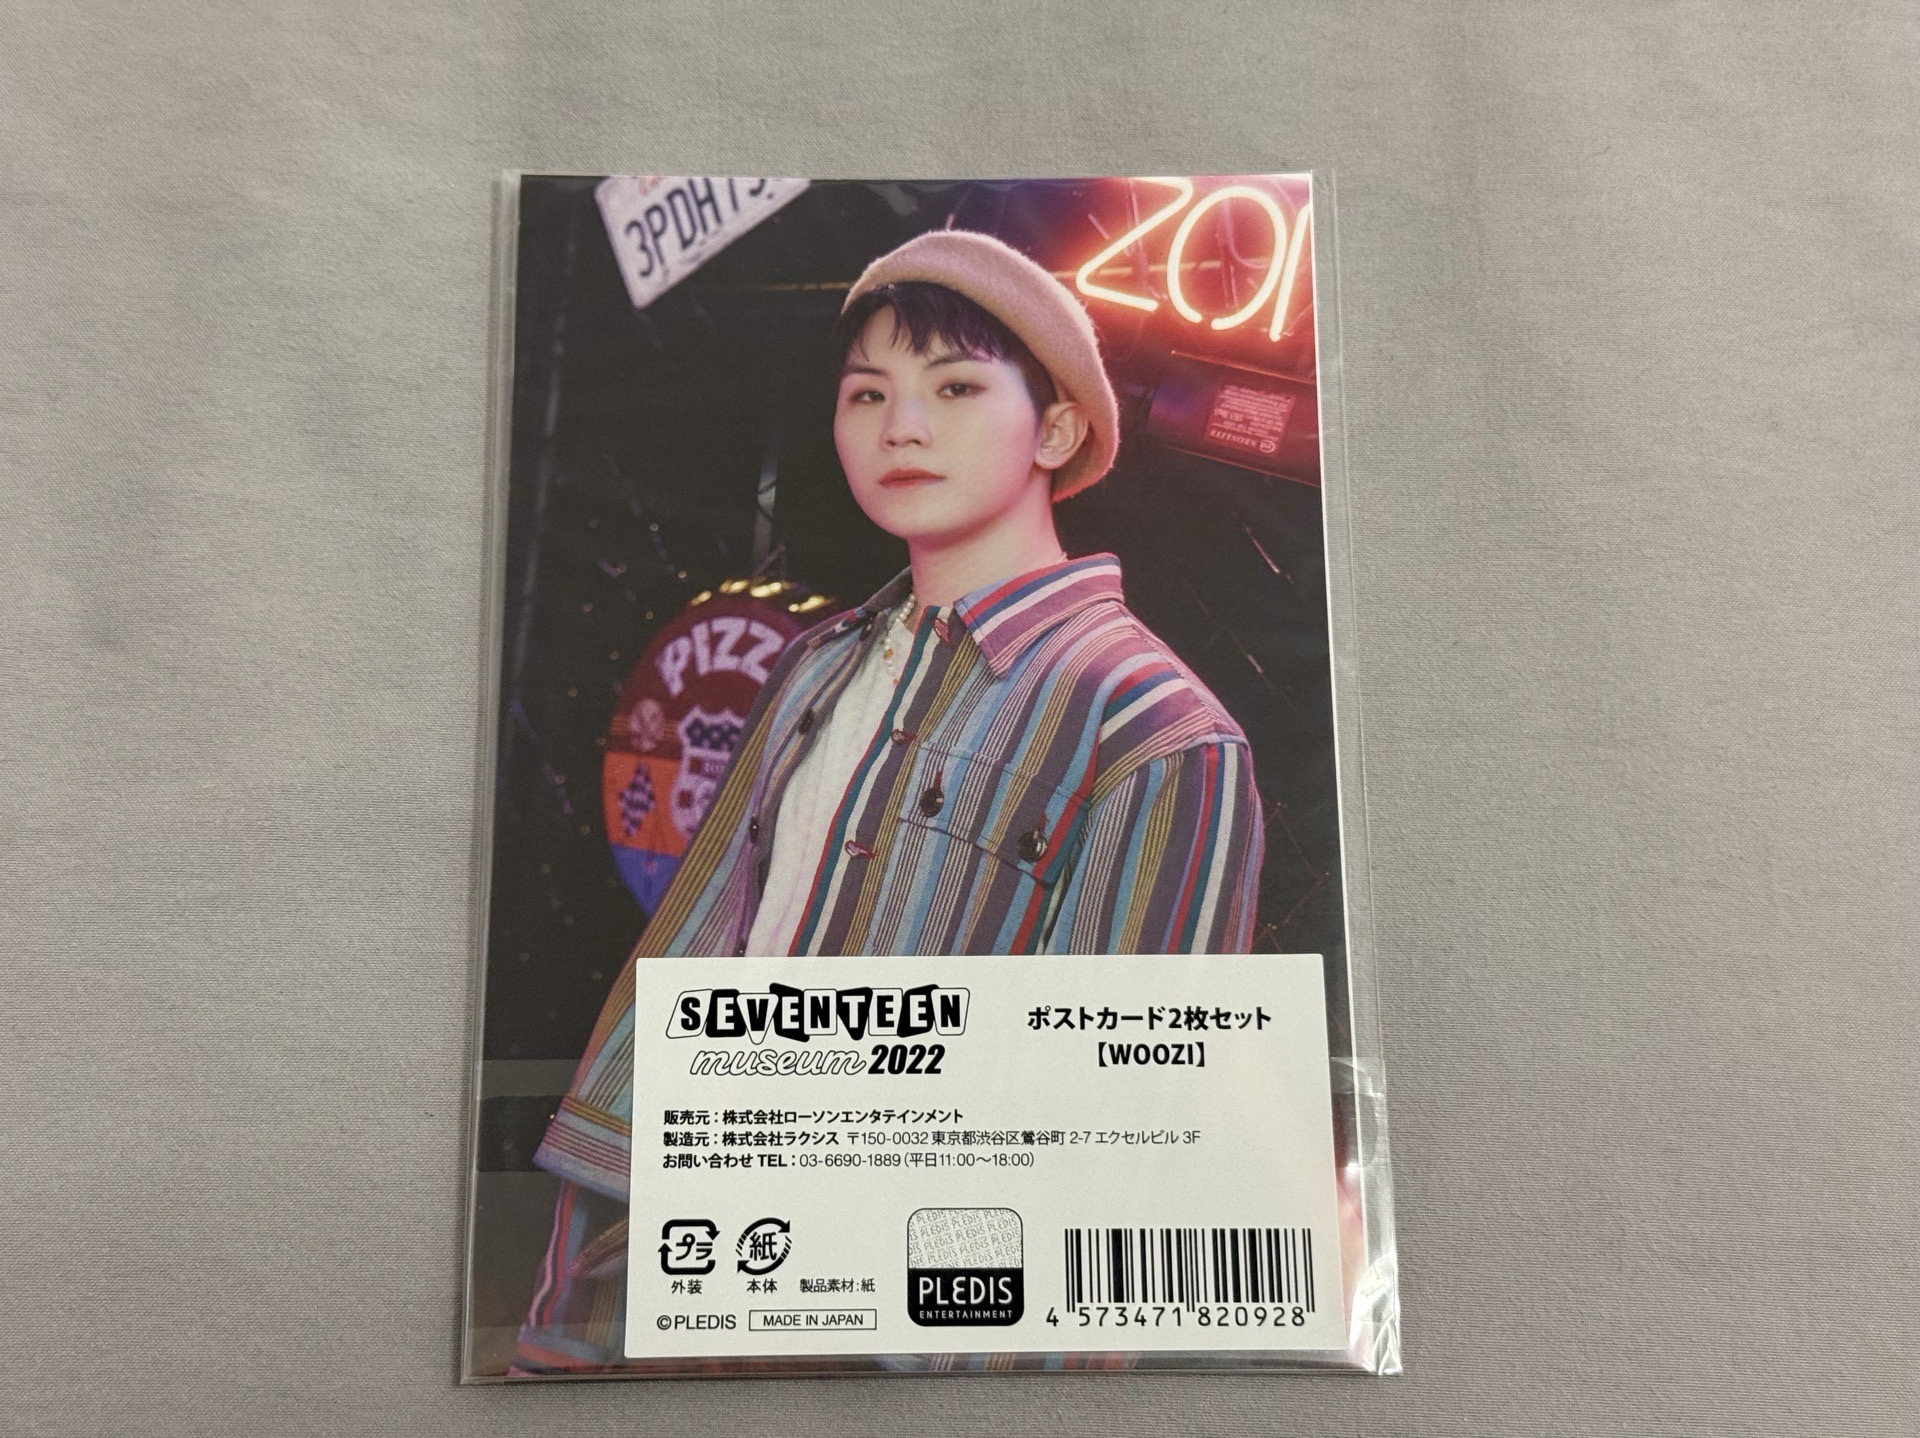 3PDH
201
PIZZ
NEONLITE
SEVENTEEN
museum 2022
ポストカード2枚セット
【WOOZI】
販売元：株式会社ローソンエンタテインメント
製造元：株式会社ラクシス 〒150-0032 東京都渋谷区鶯谷町 2-7 エクセルビル 3F
お問い合わせ TEL：03-6690-1889（平日11:00〜18:00）
プラ
外装
紙
本体
製品素材：紙
©PLEDIS
MADE IN JAPAN
PLEDIS
ENTERTAINMENT
4 573471 820928